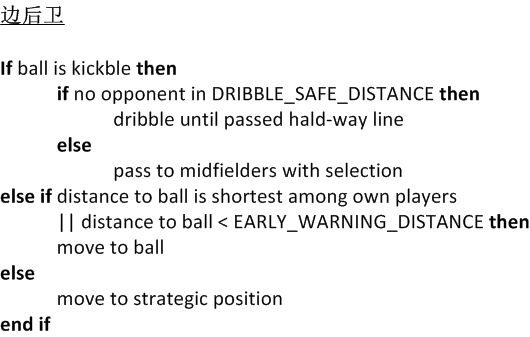 边后卫
If ball is kickble then
if no opponent in DRIBBLE_SAFE_DISTANCE then
dribble until passed hald-way line
else
pass to midfielders with selection
else if distance to ball is shortest among own players
|| distance to ball < EARLY_WARNING_DISTANCE then
move to ball
else
move to strategic position
end if